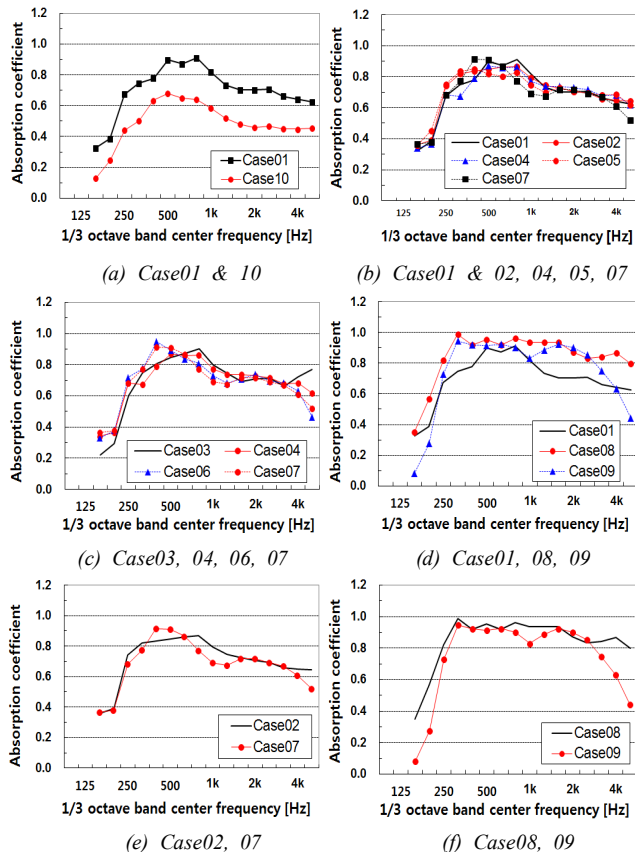 1.2
1.0
0.8
0.6
0.4
0.2
0.0
Absorption coefficient
Case01
Case10
125 250 500 1k 2k 4k
1/3 octave band center frequency [Hz]
(a) Case01 & 10
1.2
1.0
0.8
0.6
0.4
0.2
0.0
Absorption coefficient
Case01 Case02
Case04 Case05
Case07
125 250 500 1k 2k 4k
1/3 octave band center frequency [Hz]
(b) Case01 & 02, 04, 05, 07
1.2
1.0
0.8
0.6
0.4
0.2
0.0
Absorption coefficient
Case03 Case04
Case06 Case07
125 250 500 1k 2k 4k
1/3 octave band center frequency [Hz]
(c) Case03, 04, 06, 07
1.2
1.0
0.8
0.6
0.4
0.2
0.0
Absorption coefficient
Case01
Case08
Case09
125 250 500 1k 2k 4k
1/3 octave band center frequency [Hz]
(d) Case01, 08, 09
1.2
1.0
0.8
0.6
0.4
0.2
0.0
Absorption coefficient
Case02
Case07
125 250 500 1k 2k 4k
1/3 octave band center frequency [Hz]
(e) Case02, 07
1.2
1.0
0.8
0.6
0.4
0.2
0.0
Absorption coefficient
Case08
Case09
125 250 500 1k 2k 4k
1/3 octave band center frequency [Hz]
(f) Case08, 09